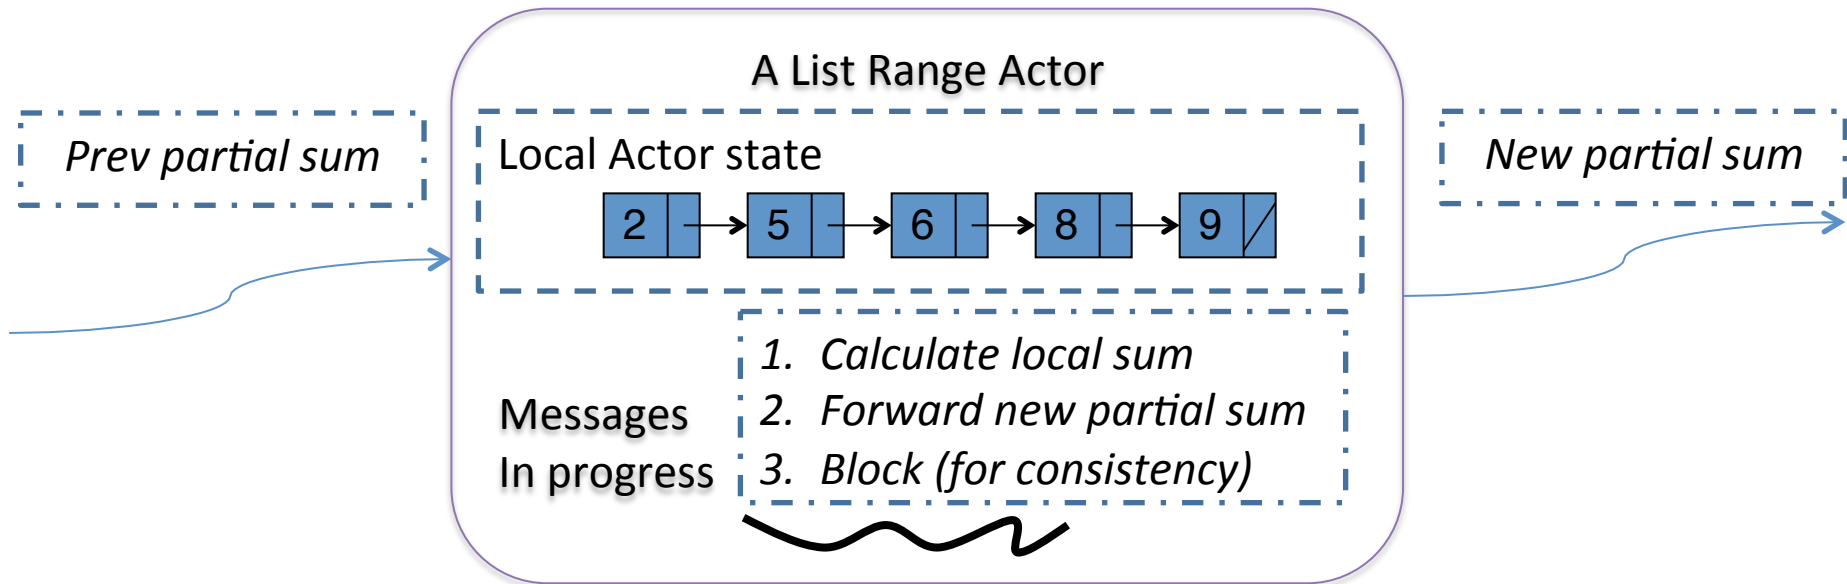 A List Range Actor
Prev partial sum
Local Actor state
New partial sum
2 5 6 8 9
1. Calculate local sum
2. Forward new partial sum
3. Block (for consistency)
Messages
In progress